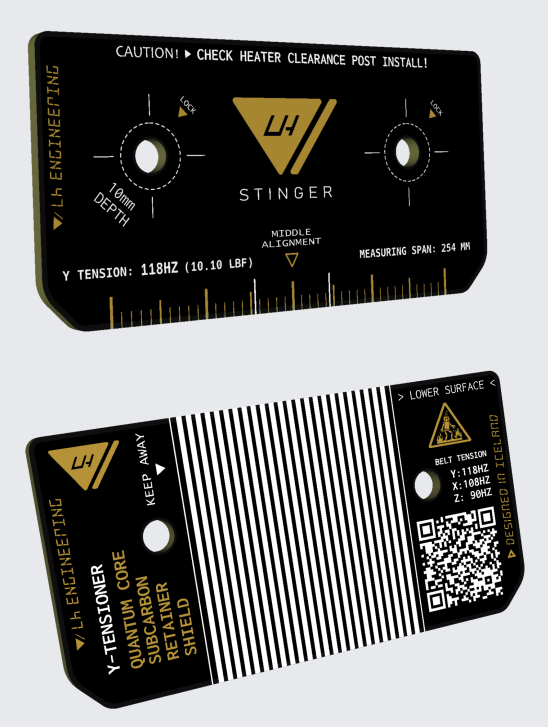 CAUTION! ▶ CHECK HEATER CLEARANCE POST INSTALL!
LH ENGINEERING
LOCK
LOCK
LH
10mm
DEPTH
STINGER
MIDDLE
ALIGNMENT
Y TENSION: 118HZ (10.10 LBF)
MEASURING SPAN: 254 MM
> LOWER SURFACE <
LH
KEEP AWAY
LH ENGINEERING
Y-TENSIONER
QUANTUM CORE
SUBCARBON
RETAINER
SHIELD
BELT TENSION
Y:118HZ
X:108HZ
Z: 90HZ
DESIGNED IN ICELAND